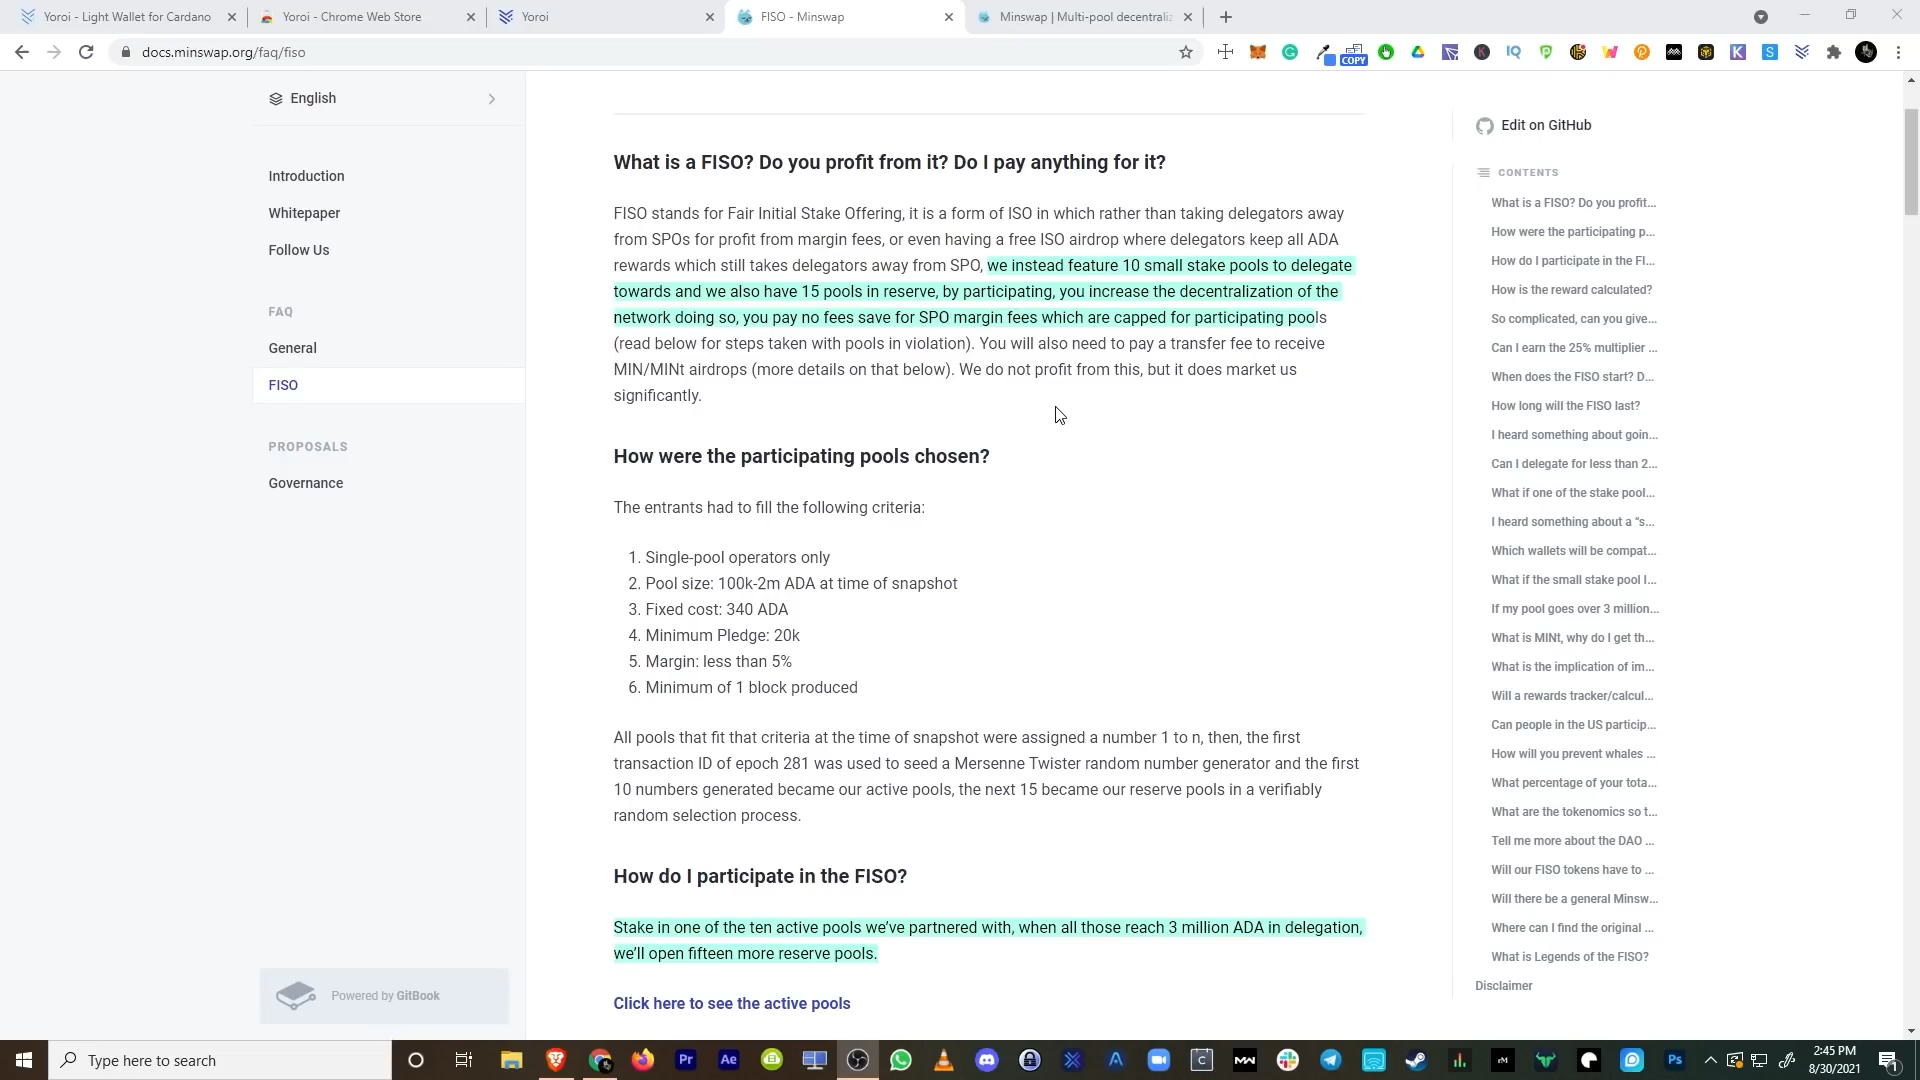 Yoroi - Light Wallet for Cardano
Yoroi - Chrome Web Store
Yoroi
FISO - Minswap
Minswap | Multi-pool decentraliz
docs.minswap.org/faq/fiso
COPY
English
Introduction
Whitepaper
Follow Us
FAQ
General
FISO
PROPOSALS
Governance
Powered by GitBook
What is a FISO? Do you profit from it? Do I pay anything for it?
FISO stands for Fair Initial Stake Offering, it is a form of ISO in which rather than taking delegators away
from SPOs for profit from margin fees, or even having a free ISO airdrop where delegators keep all ADA
rewards which still takes delegators away from SPO, we instead feature 10 small stake pools to delegate
towards and we also have 15 pools in reserve, by participating, you increase the decentralization of the
network doing so, you pay no fees save for SPO margin fees which are capped for participating pools
(read below for steps taken with pools in violation). You will also need to pay a transfer fee to receive
MIN/MINt airdrops (more details on that below). We do not profit from this, but it does market us
significantly.
How were the participating pools chosen?
The entrants had to fill the following criteria:
1. Single-pool operators only
2. Pool size: 100k-2m ADA at time of snapshot
3. Fixed cost: 340 ADA
4. Minimum Pledge: 20k
5. Margin: less than 5%
6. Minimum of 1 block produced
All pools that fit that criteria at the time of snapshot were assigned a number 1 to n, then, the first
transaction ID of epoch 281 was used to seed a Mersenne Twister random number generator and the first
10 numbers generated became our active pools, the next 15 became our reserve pools in a verifiably
random selection process.
How do I participate in the FISO?
Stake in one of the ten active pools we’ve partnered with, when all those reach 3 million ADA in delegation,
we’ll open fifteen more reserve pools.
Click here to see the active pools
Edit on GitHub
CONTENTS
What is a FISO? Do you profit...
How were the participating p...
How do I participate in the FI...
How is the reward calculated?
So complicated, can you give...
Can I earn the 25% multiplier ...
When does the FISO start? D...
How long will the FISO last?
I heard something about goin...
Can I delegate for less than 2...
What if one of the stake pool...
I heard something about a “s...
Which wallets will be compat...
What if the small stake pool I...
If my pool goes over 3 million...
What is MINt, why do I get th...
What is the implication of im...
Will a rewards tracker/calcul...
Can people in the US particip...
How will you prevent whales ...
What percentage of your tota...
What are the tokenomics so t...
Tell me more about the DAO ...
Will our FISO tokens have to ...
Will there be a general Minsw...
Where can I find the original ...
What is Legends of the FISO?
Disclaimer
Type here to search
Pr
Ae
Ps
2:45 PM
8/30/2021
1